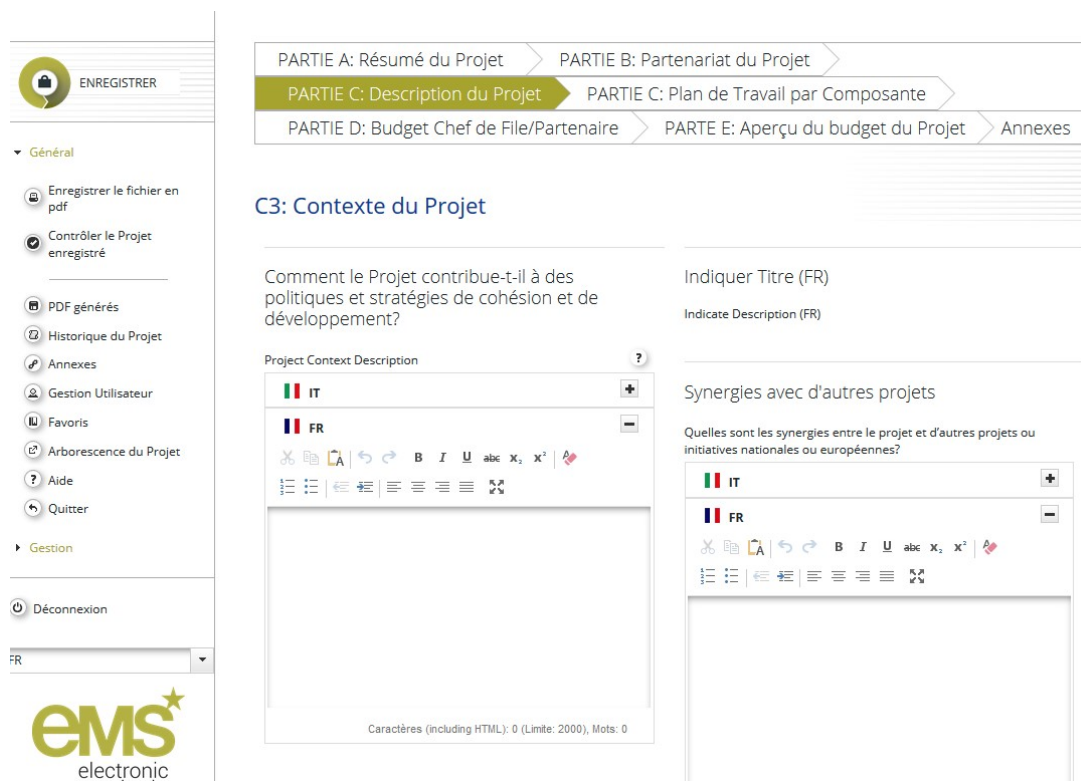 ENREGISTRER
Général
Enregistrer le fichier en
pdf
Contrôler le Projet
enregistré
PDF générés
Historique du Projet
Annexes
Gestion Utilisateur
Favoris
Arborescence du Projet
Aide
Quitter
Gestion
Déconnexion
FR
eMS
electronic
PARTIE A: Résumé du Projet
PARTIE B: Partenariat du Projet
PARTIE C: Description du Projet
PARTIE C: Plan de Travail par Composante
PARTIE D: Budget Chef de File/Partenaire
PARTE E: Aperçu du budget du Projet
Annexes
C3: Contexte du Projet
Comment le Projet contribue-t-il à des
politiques et stratégies de cohésion et de
développement?
Project Context Description
?
IT
FR
B I U abc x₂ x²
Caractères (including HTML): 0 (Limite: 2000), Mots: 0
Indiquer Titre (FR)
Indicate Description (FR)
Synergies avec d'autres projets
Quelles sont les synergies entre le projet et d'autres projets ou
initiatives nationales ou européennes?
IT
FR
B I U abc x₂ x²